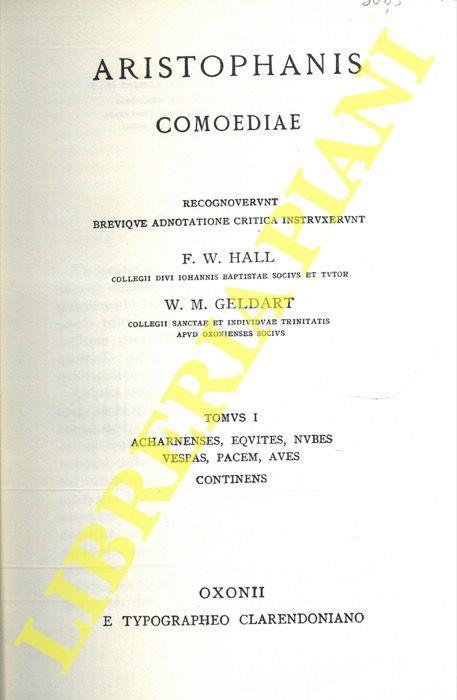 ARISTOPHANIS
COMOEDIAE
RECOGNOVERVNT
BREVIQVE ADNOTATIONE CRITICA INSTRVXERVNT
F. W. HALL
COLLEGII DIVI IOHANNIS BAPTISTAE SOCIVS ET TVTOR
W. M. GELDART
COLLEGII SANCTAE ET INDIVIDVAE TRINITATIS
APVD OXONIENSES SOCIVS
TOMVS I
ACHARNENSES, EQVITES, NVBES
VESPAS, PACEM, AVES
CONTINENS
OXONII
E TYPOGRAPHEO CLARENDONIANO
LIBRERIA PIANI